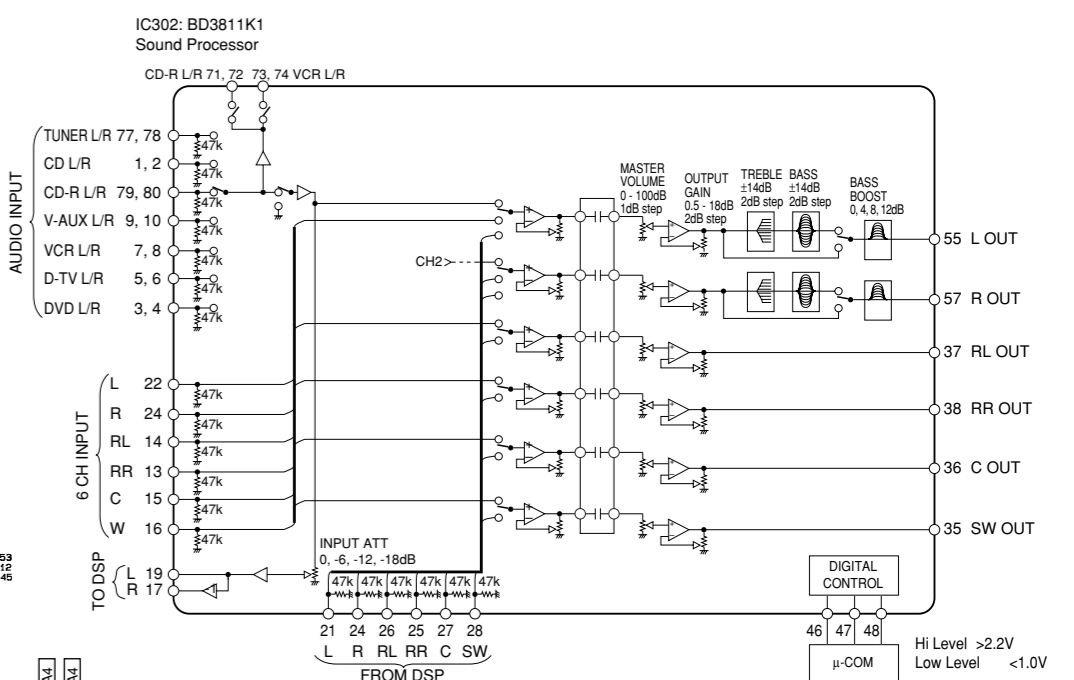 IC302: BD3811K1
Sound Processor
CD-R L/R 71, 72 73, 74 VCR L/R
AUDIO INPUT
TUNER L/R 77, 78
47k
CD L/R 1, 2
47k
CD-R L/R 79, 80
47k
V-AUX L/R 9, 10
47k
VCR L/R 7, 8
47k
D-TV L/R 5, 6
47k
DVD L/R 3, 4
47k
CH2>
MASTER
VOLUME
0 - 100dB
1dB step
OUTPUT
GAIN
0.5 - 18dB
2dB step
TREBLE
±14dB
2dB step
BASS
±14dB
2dB step
BASS
BOOST
0, 4, 8, 12dB
55 L OUT
57 R OUT
37 RL OUT
38 RR OUT
36 C OUT
35 SW OUT
6 CH INPUT
L 22
47k
R 24
47k
RL 14
47k
RR 13
47k
C 15
47k
W 16
47k
TO DSP
L 19
R 17
INPUT ATT
0, -6, -12, -18dB
47k 47k 47k 47k 47k 47k
21 24 26 25 27 28
L R RL RR C SW
FROM DSP
DIGITAL
CONTROL
46 47 48
µ-COM
Hi Level >2.2V
Low Level <1.0V
53
12
45
A4
A4